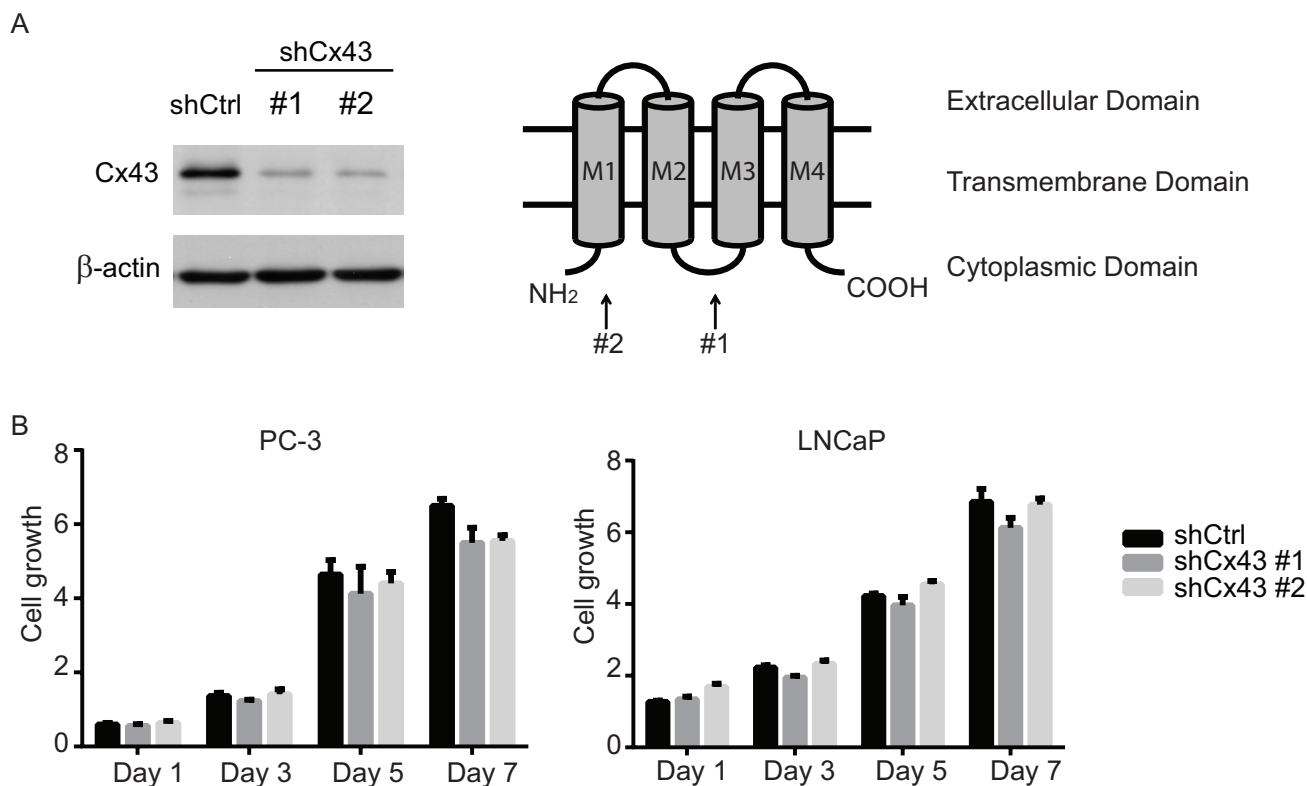 A
shCx43
shCtrl #1 #2
Cx43
β-actin
M1 M2 M3 M4
NH2
COOH
#2 #1
Extracellular Domain
Transmembrane Domain
Cytoplasmic Domain
B
PC-3
Cell growth
8
6
4
2
0
Day 1 Day 3 Day 5 Day 7
LNCaP
Cell growth
8
6
4
2
0
Day 1 Day 3 Day 5 Day 7
shCtrl
shCx43 #1
shCx43 #2